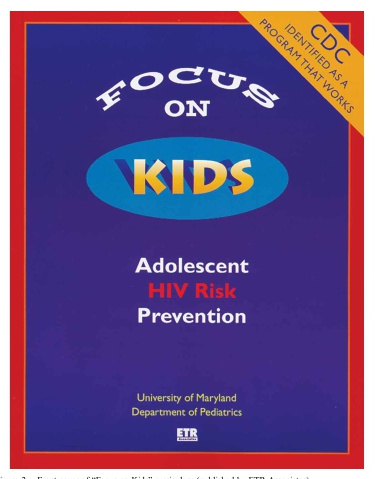 CDC
IDENTIFIED AS A
PROGRAM THAT WORKS
FOCUS
ON
KIDS
Adolescent
HIV Risk
Prevention
University of Maryland
Department of Pediatrics
ETR